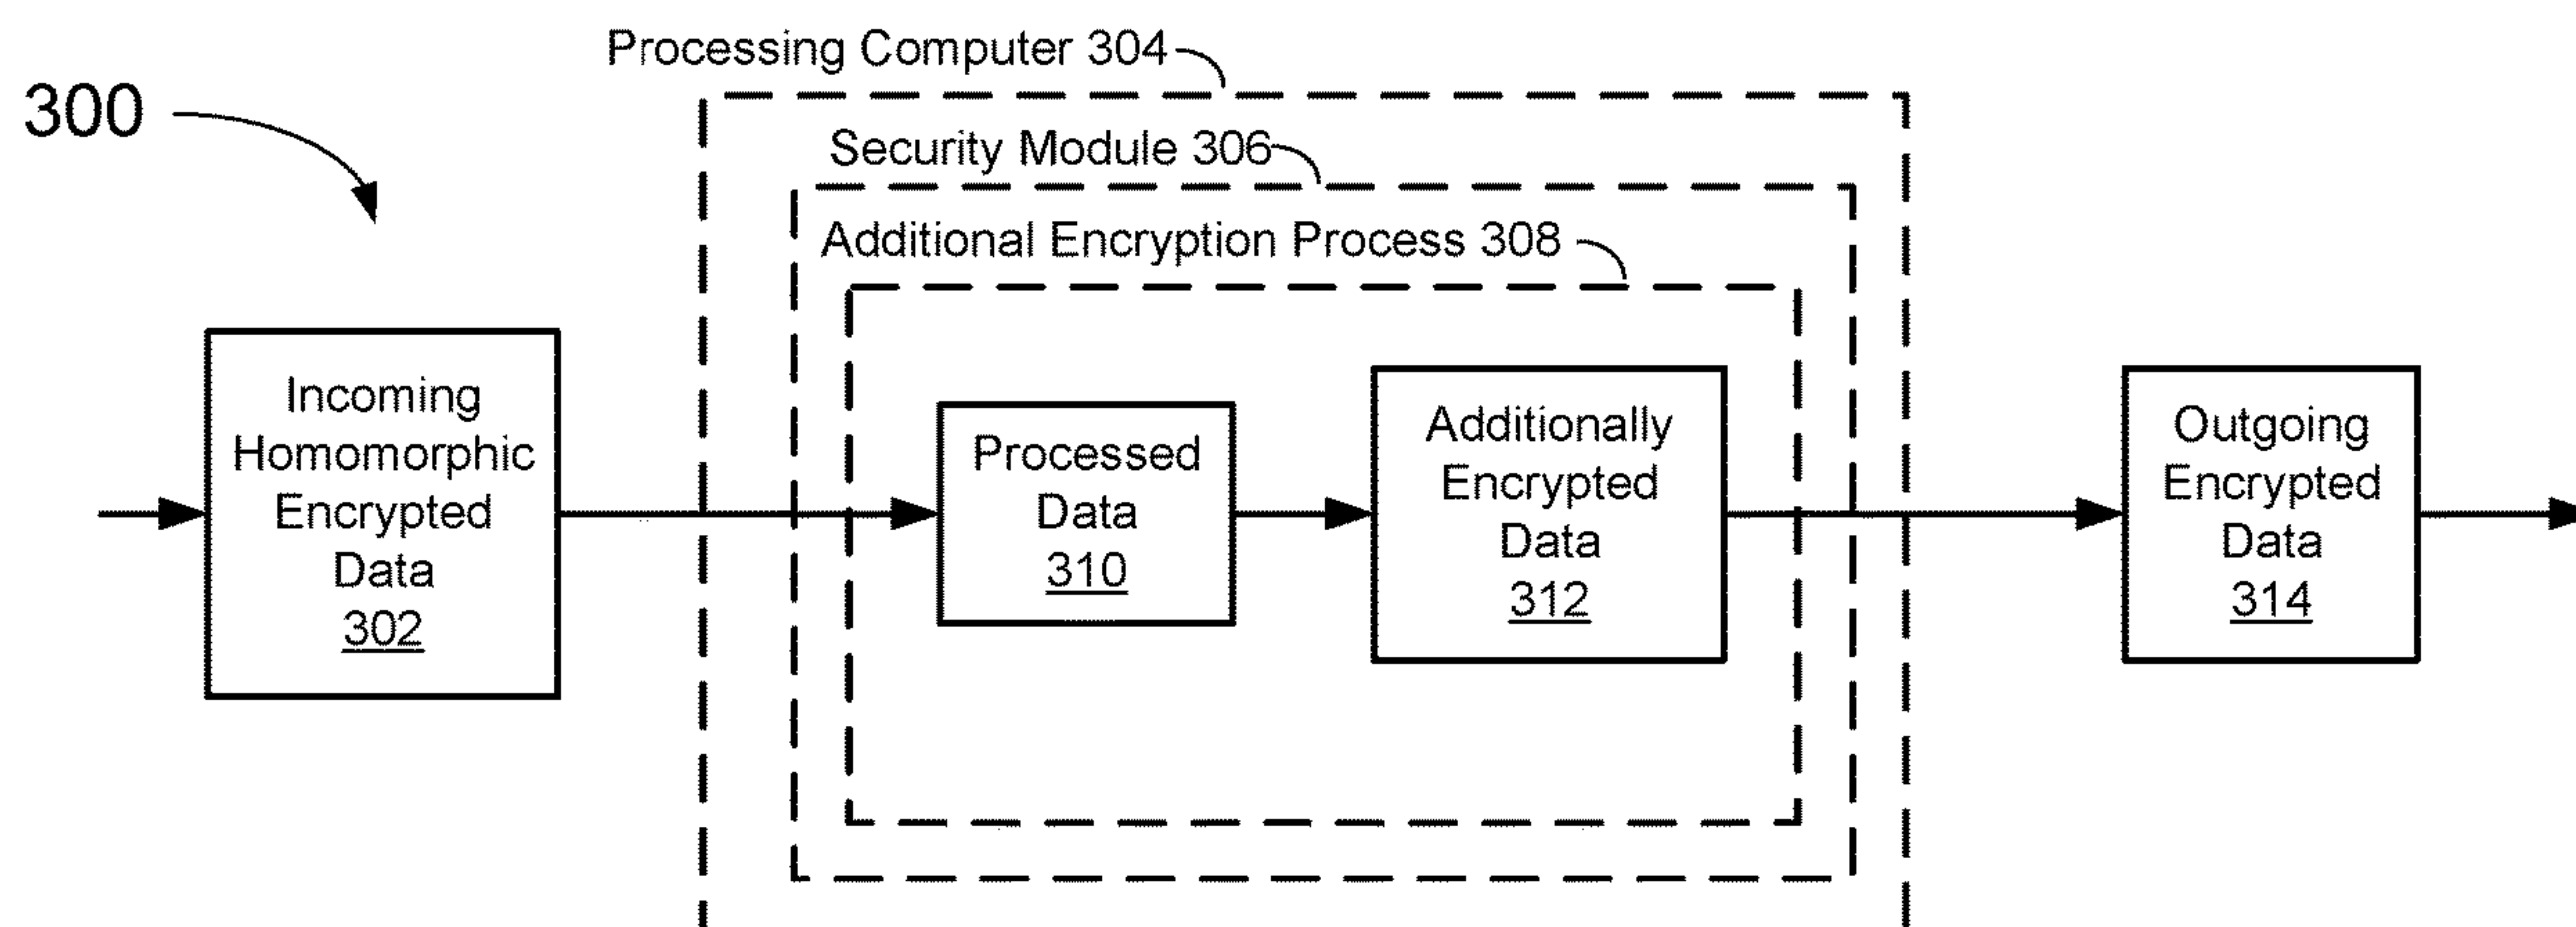 Processing Computer 304
300
Security Module 306
Additional Encryption Process 308
Incoming
Homomorphic
Encrypted
Data
302
Processed
Data
310
Additionally
Encrypted
Data
312
Outgoing
Encrypted
Data
314